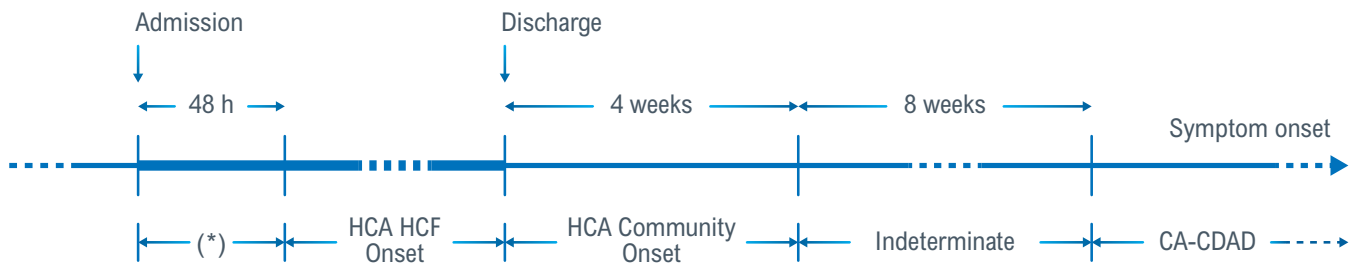 Admission
Discharge
48 h
4 weeks
8 weeks
Symptom onset
(*)
HCA HCF
Onset
HCA Community
Onset
Indeterminate
CA-CDAD